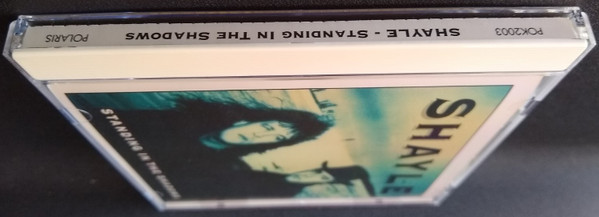 POK2003
SHAYLE - STANDING IN THE SHADOWS
POLARIS
SHAYLE
STANDING IN THE SHADOWS